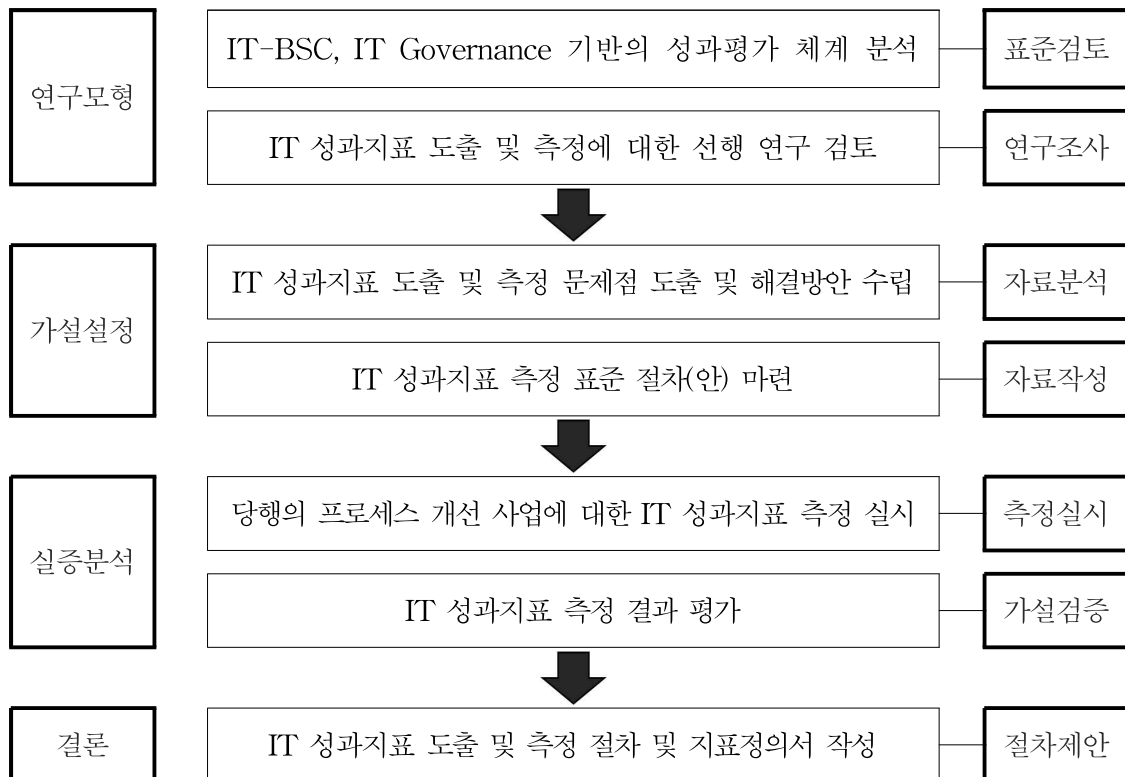 연구모형
IT-BSC, IT Governance 기반의 성과평가 체계 분석
표준검토
IT 성과지표 도출 및 측정에 대한 선행 연구 검토
연구조사
가설설정
IT 성과지표 도출 및 측정 문제점 도출 및 해결방안 수립
자료분석
IT 성과지표 측정 표준 절차(안) 마련
자료작성
실증분석
당행의 프로세스 개선 사업에 대한 IT 성과지표 측정 실시
측정실시
IT 성과지표 측정 결과 평가
가설검증
결론
IT 성과지표 도출 및 측정 절차 및 지표정의서 작성
절차제안